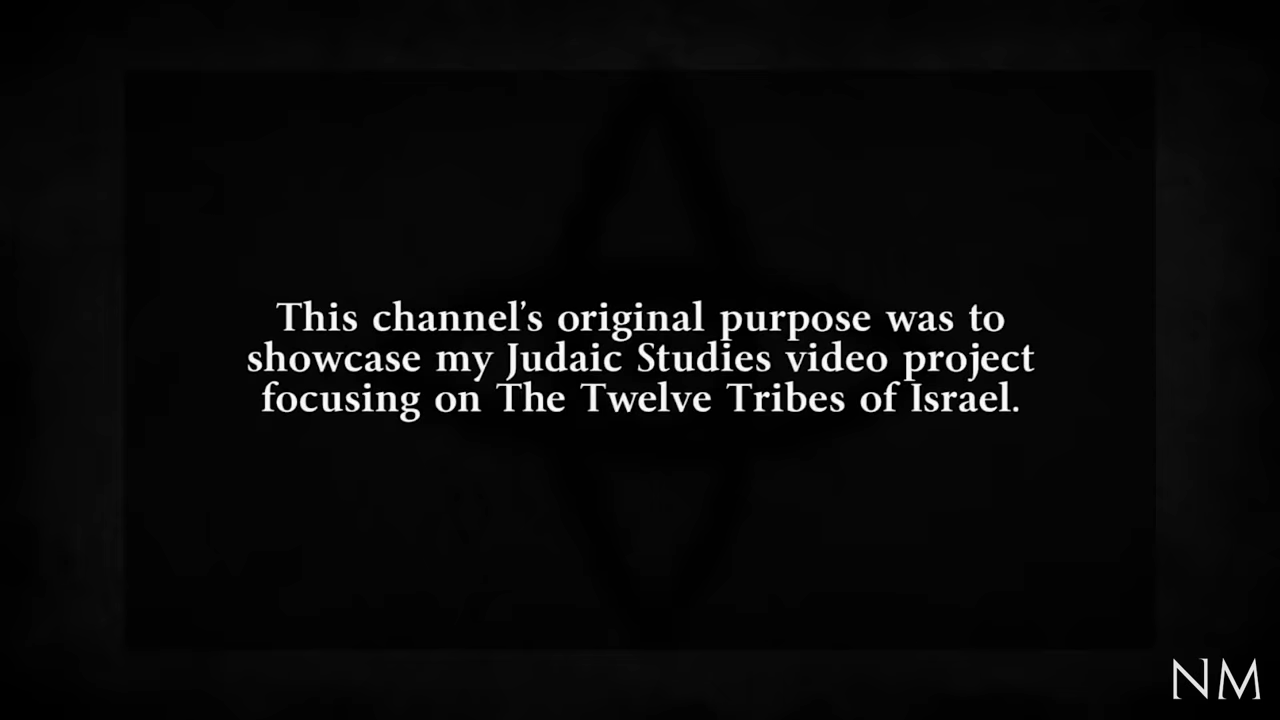 This channel’s original purpose was to
showcase my Judaic Studies video project
focusing on The Twelve Tribes of Israel.
NM